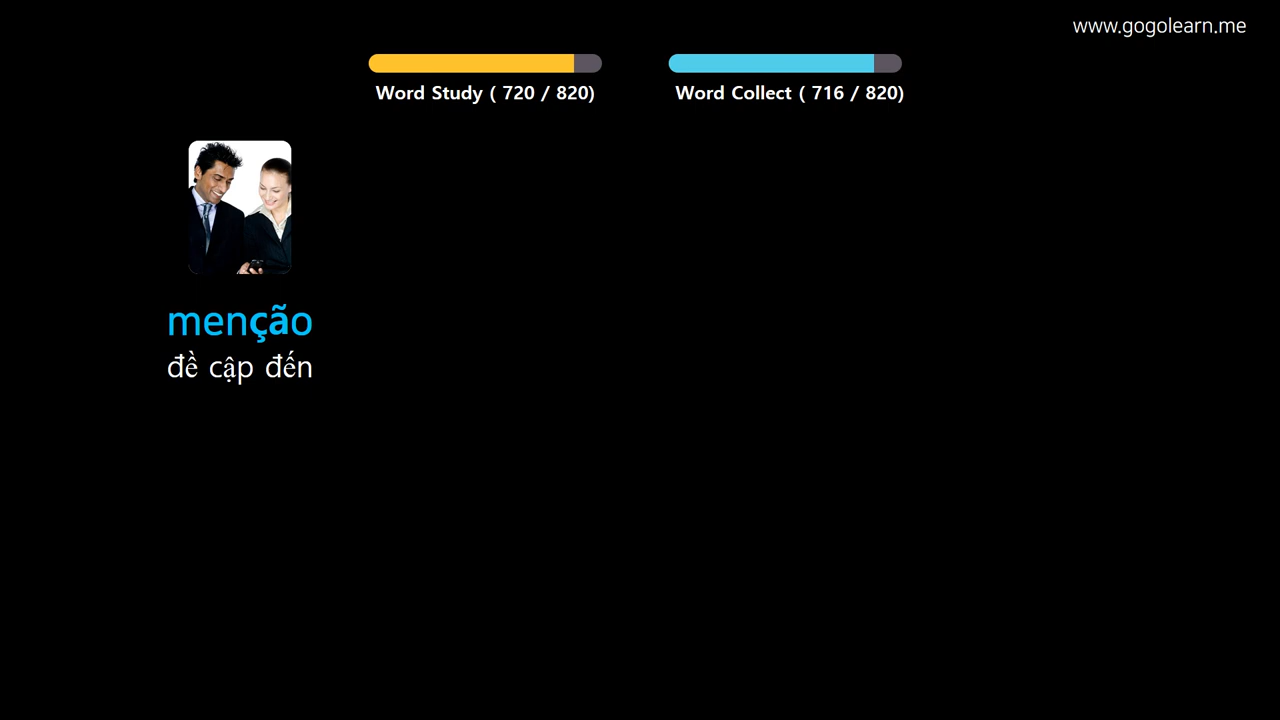 www.gogolearn.me
Word Study ( 720 / 820)
Word Collect ( 716 / 820)
menção
đề cập đến